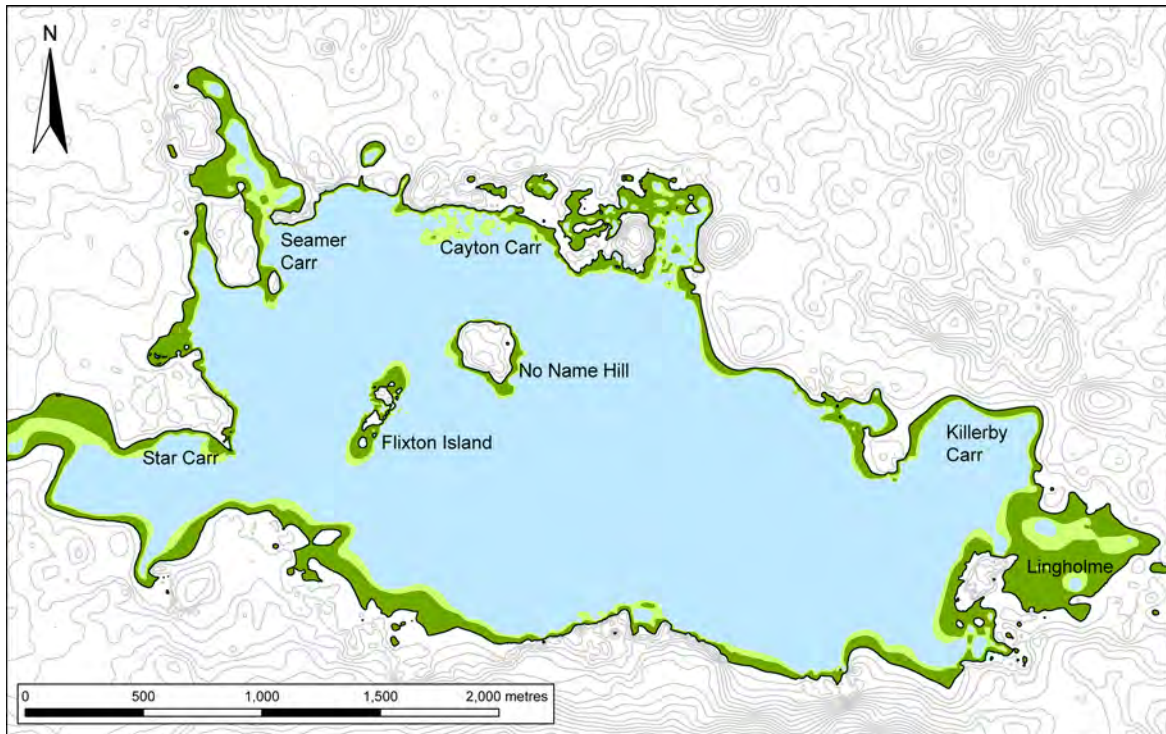 N
Seamer
Carr
Cayton Carr
No Name Hill
Flixton Island
Star Carr
Killerby
Carr
Lingholme
0 500 1,000 1,500 2,000 metres